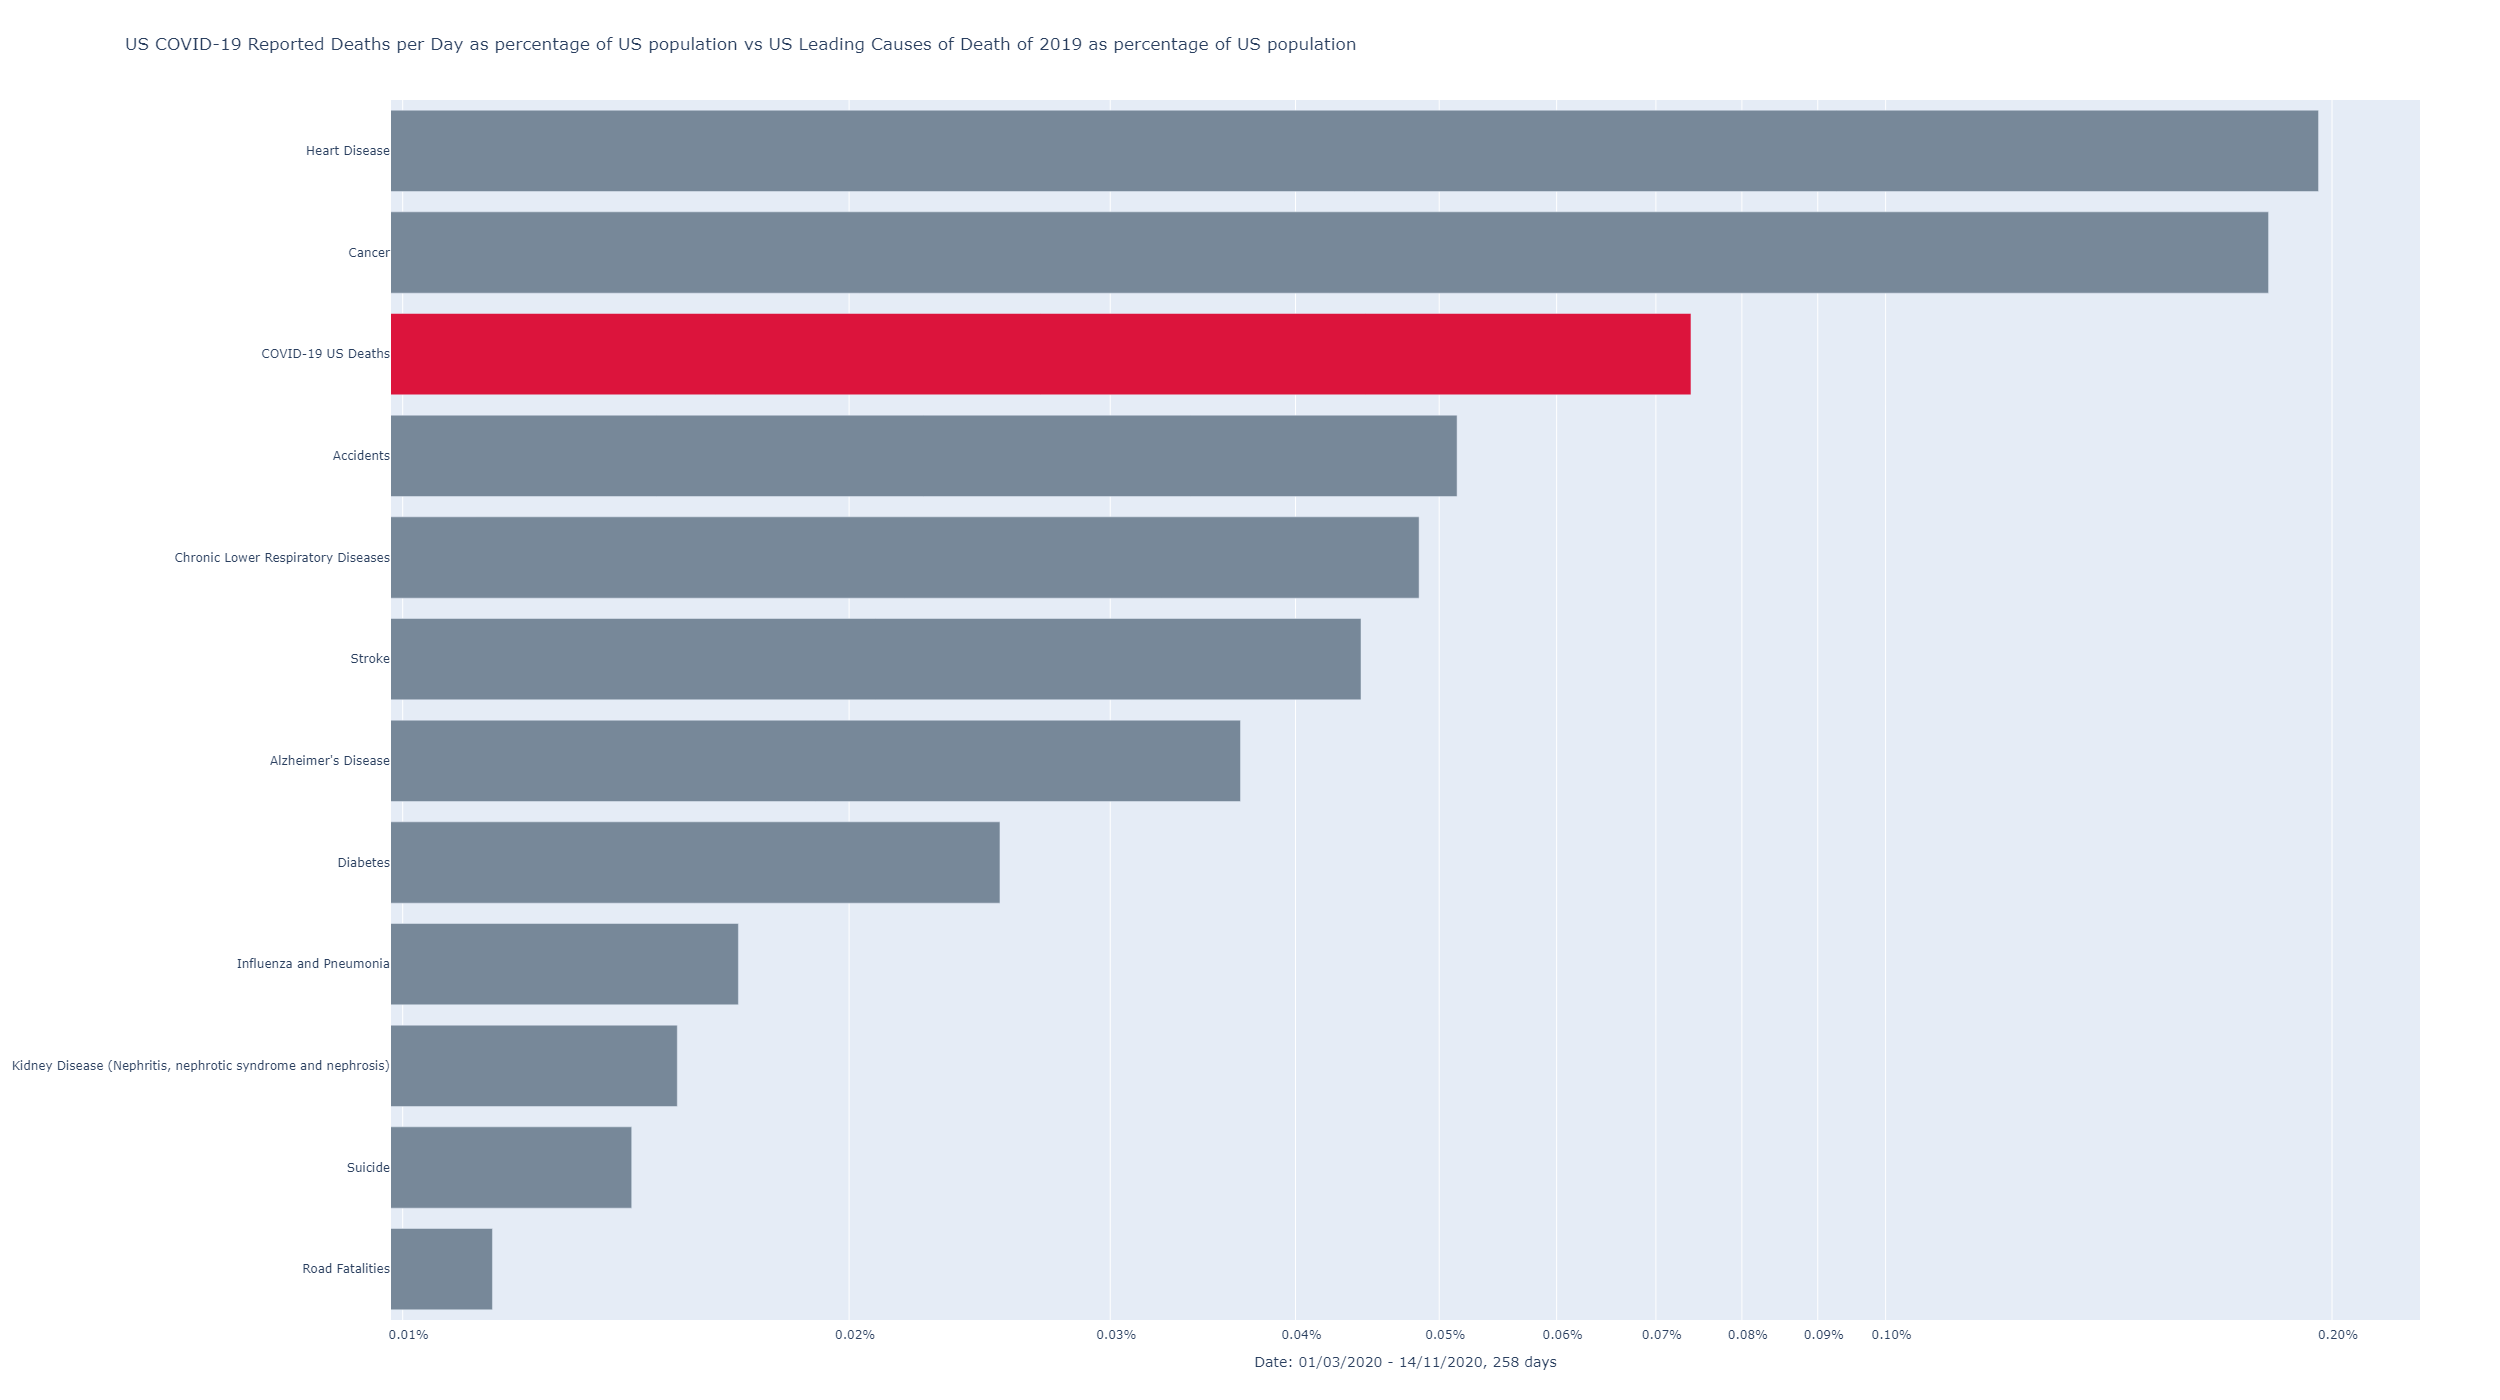 US COVID-19 Reported Deaths per Day as percentage of US population vs US Leading Causes of Death of 2019 as percentage of US population
Heart Disease
Cancer
COVID-19 US Deaths
Accidents
Chronic Lower Respiratory Diseases
Stroke
Alzheimer's Disease
Diabetes
Influenza and Pneumonia
Kidney Disease (Nephritis, nephrotic syndrome and nephrosis)
Suicide
Road Fatalities
0.01% 0.02% 0.03% 0.04% 0.05% 0.06% 0.07% 0.08% 0.09% 0.10% 0.20%
Date: 01/03/2020 - 14/11/2020, 258 days